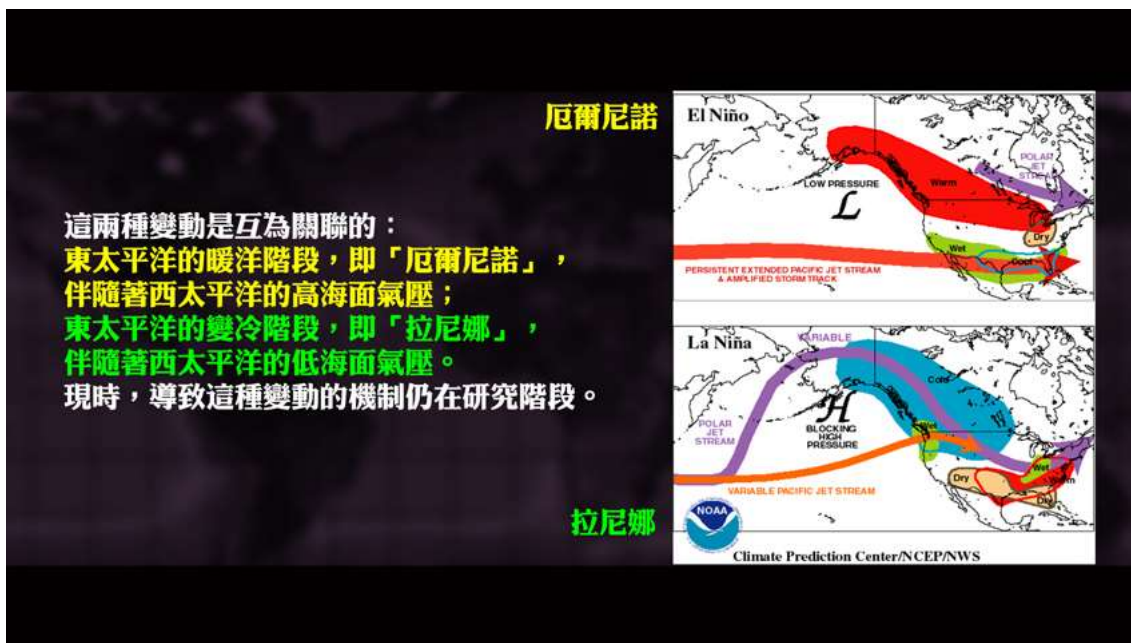 厄爾尼諾
這兩種變動是互為關聯的：
東太平洋的暖洋階段，即「厄爾尼諾」，
伴隨著西太平洋的高海面氣壓；
東太平洋的變冷階段，即「拉尼娜」，
伴隨著西太平洋的低海面氣壓。
現時，導致這種變動的機制仍在研究階段。
拉尼娜
El Niño
POLAR
JET
STREAM
LOW PRESSURE
L
Warm
Dry
Wet
Cool
PERSISTENT EXTENDED PACIFIC JET STREAM
& AMPLIFIED STORM TRACK
La Niña
VARIABLE
Cold
H
BLOCKING
HIGH
PRESSURE
POLAR
JET
STREAM
Wet
Wet
Dry
Warm
Dry
VARIABLE PACIFIC JET STREAM
NOAA
Climate Prediction Center/NCEP/NWS